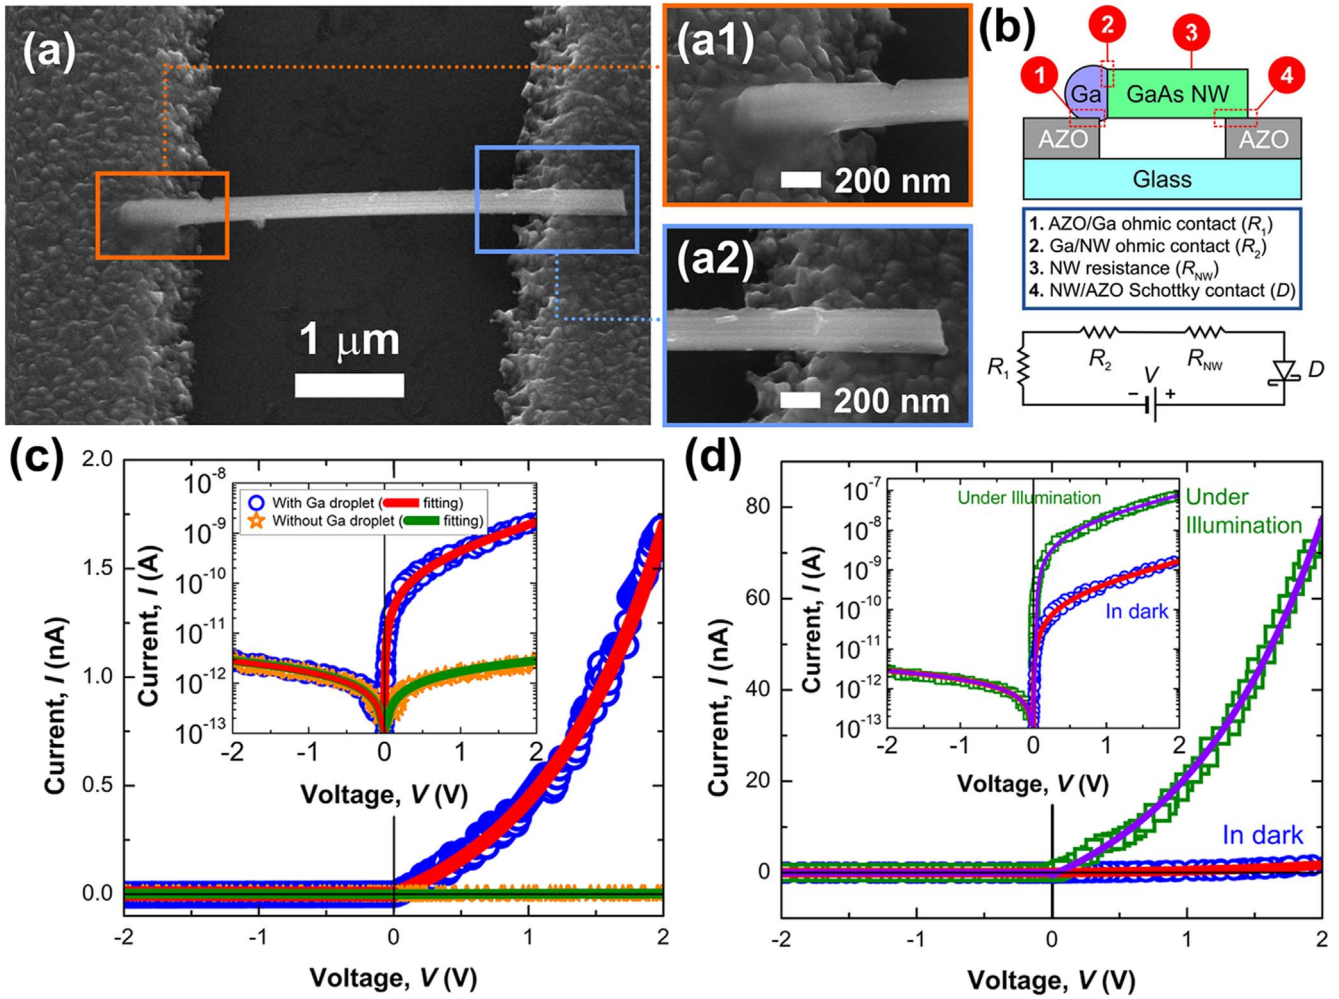 (a)
1 μm
(a1)
200 nm
(a2)
200 nm
(b)
2
3
1
4
Ga
GaAs NW
AZO
AZO
Glass
1. AZO/Ga ohmic contact (R1)
2. Ga/NW ohmic contact (R2)
3. NW resistance (RNW)
4. NW/AZO Schottky contact (D)
R1
R2
RNW
D
− V +
(c)
Current, I (nA)
2.0
1.5
1.0
0.5
0.0
-2 -1 0 1 2
Voltage, V (V)
Current, I (A)
10-8
10-9
10-10
10-11
10-12
10-13
With Ga droplet ( fitting)
Without Ga droplet ( fitting)
-2 -1 0 1 2
Voltage, V (V)
(d)
Current, I (nA)
80
60
40
20
0
-2 -1 0 1 2
Voltage, V (V)
Under
Illumination
In dark
Current, I (A)
10-7
10-8
10-9
10-10
10-11
10-12
10-13
Under Illumination
In dark
-2 -1 0 1 2
Voltage, V (V)